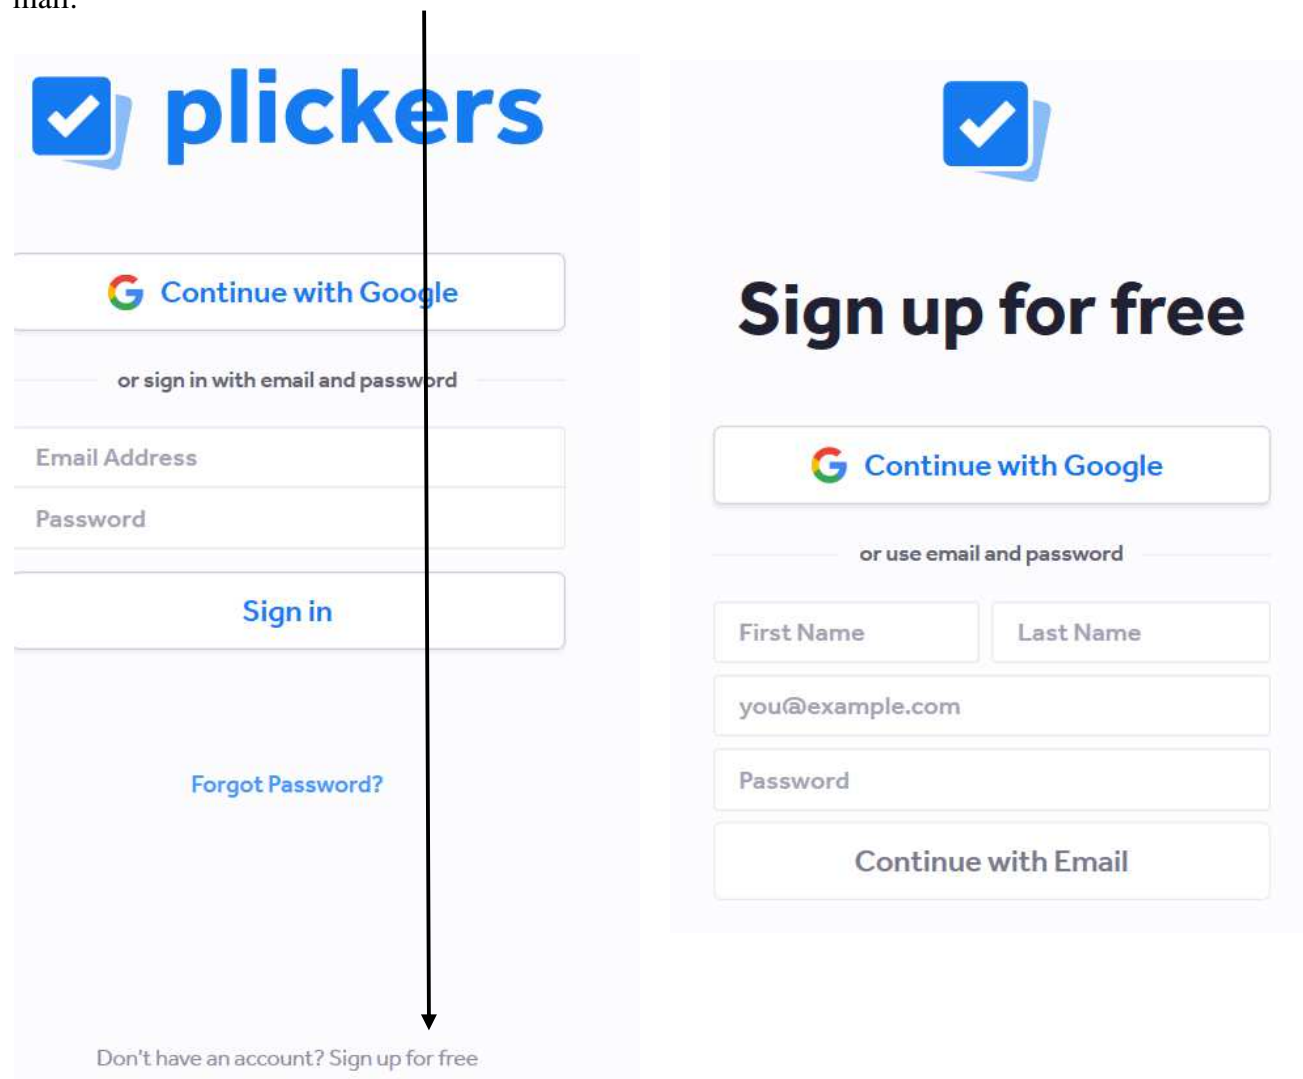 plickers
Continue with Google
or sign in with email and password
Email Address
Password
Sign in
Forgot Password?
Don't have an account? Sign up for free
Sign up for free
Continue with Google
or use email and password
First Name Last Name
you@example.com
Password
Continue with Email